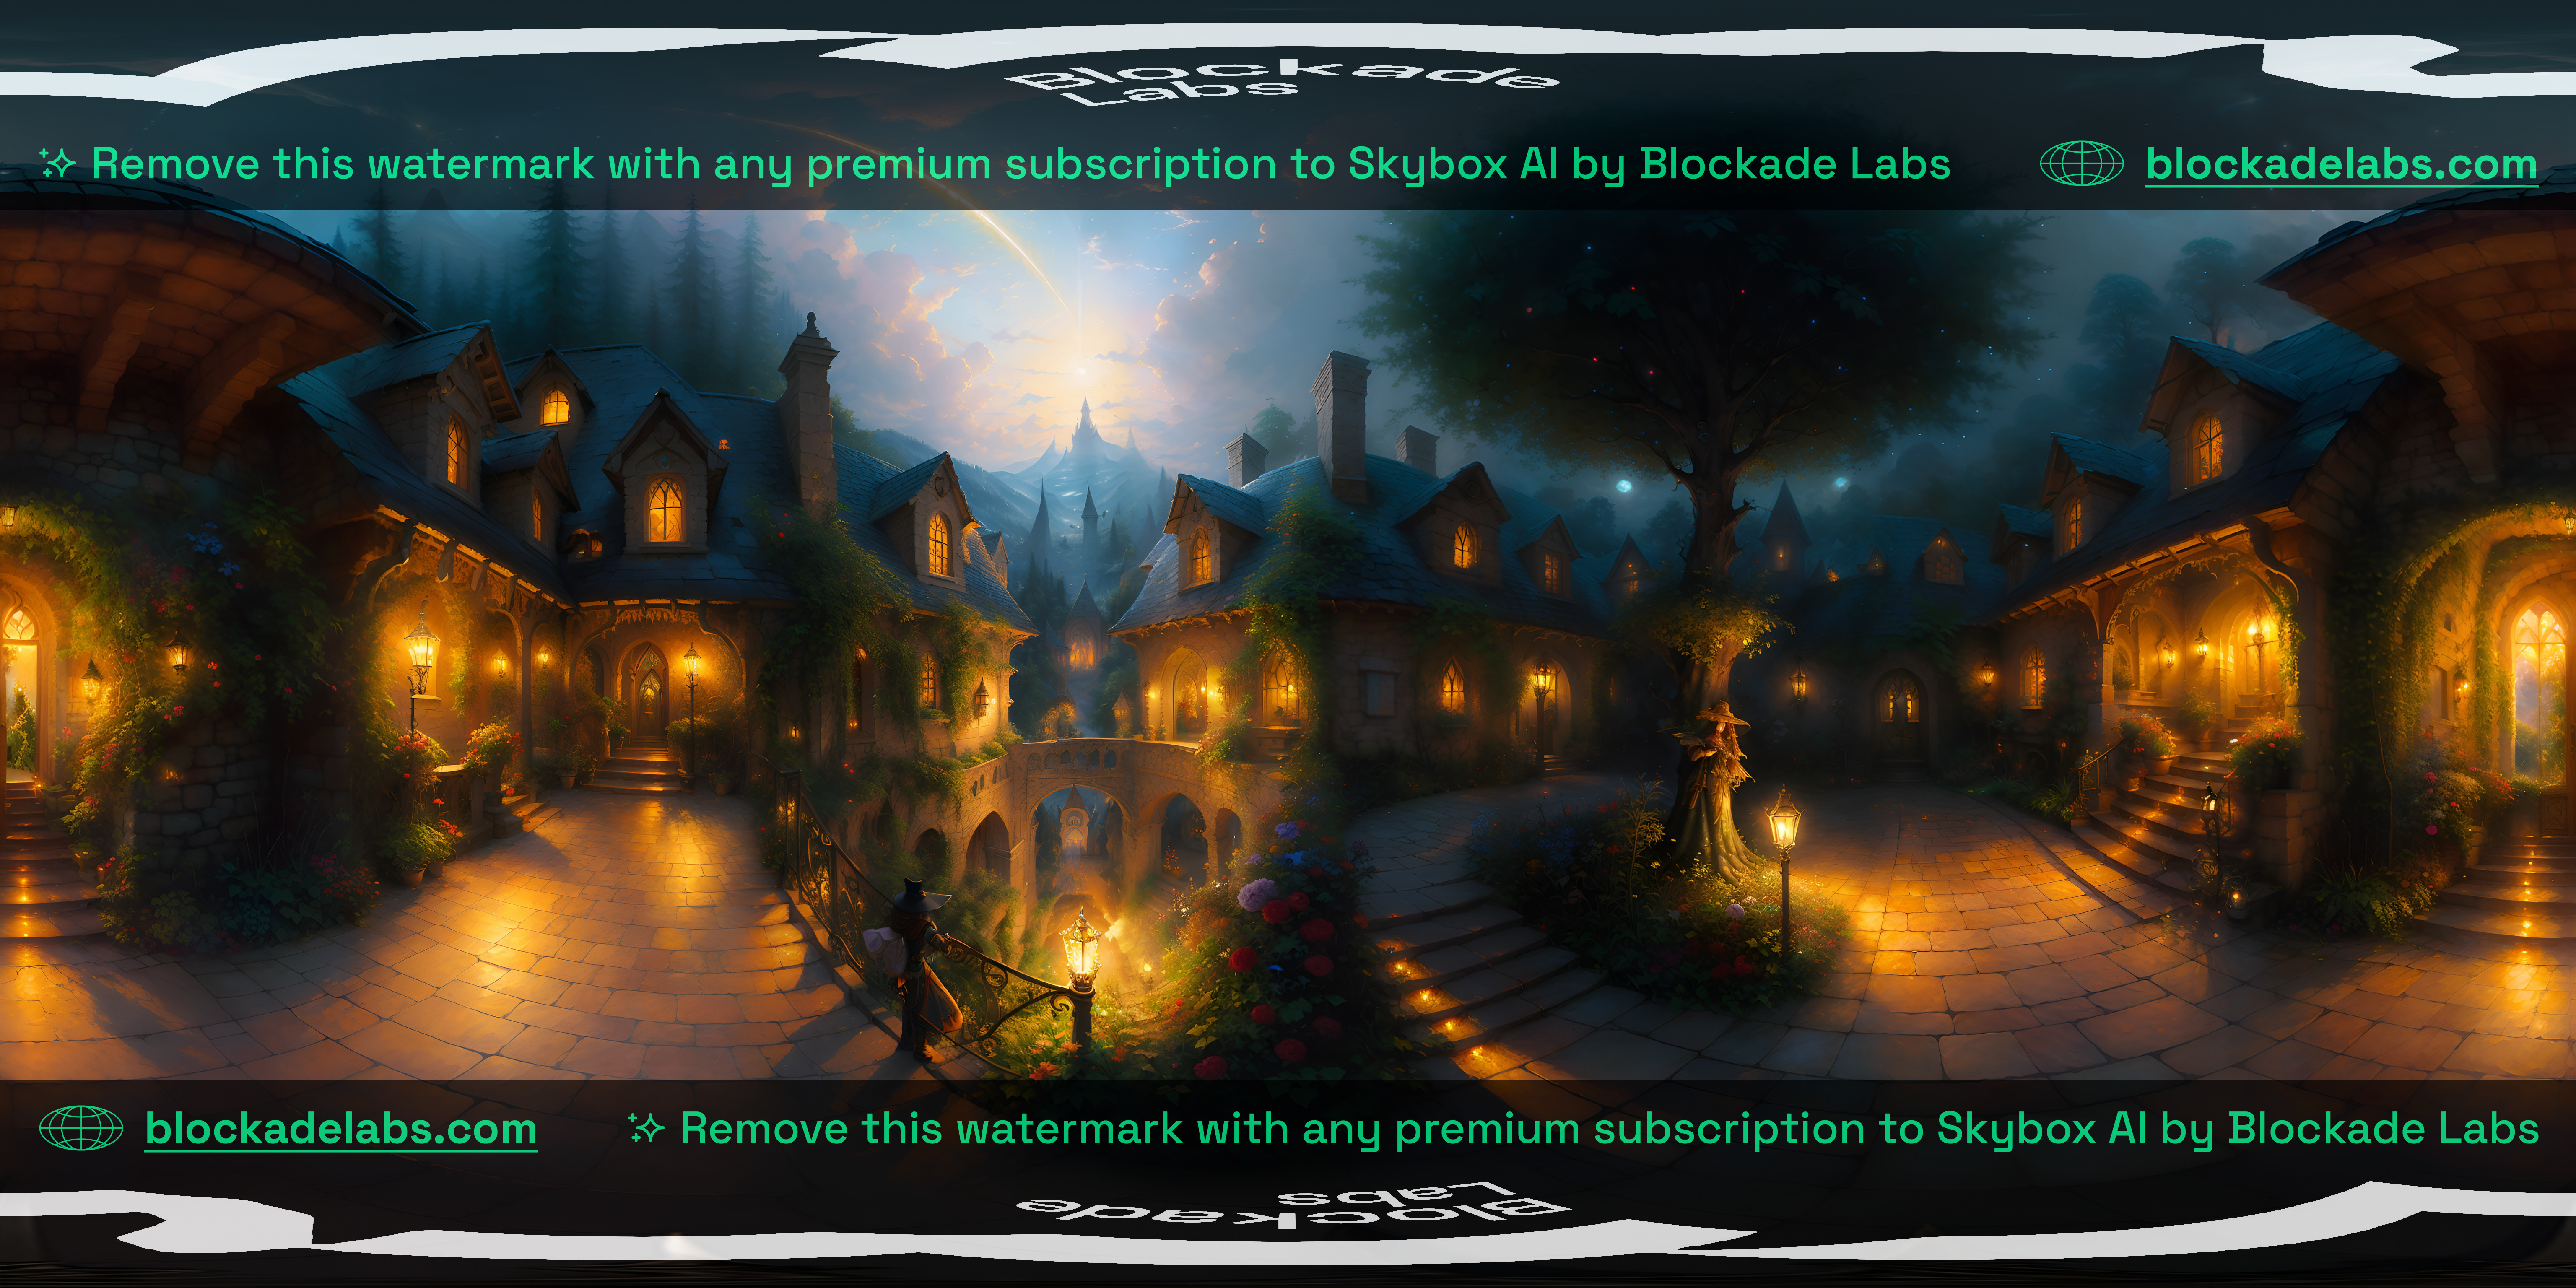 Blockade
Labs
Remove this watermark with any premium subscription to Skybox AI by Blockade Labs
blockadelabs.com
blockadelabs.com
Remove this watermark with any premium subscription to Skybox AI by Blockade Labs
Labs
Blockade